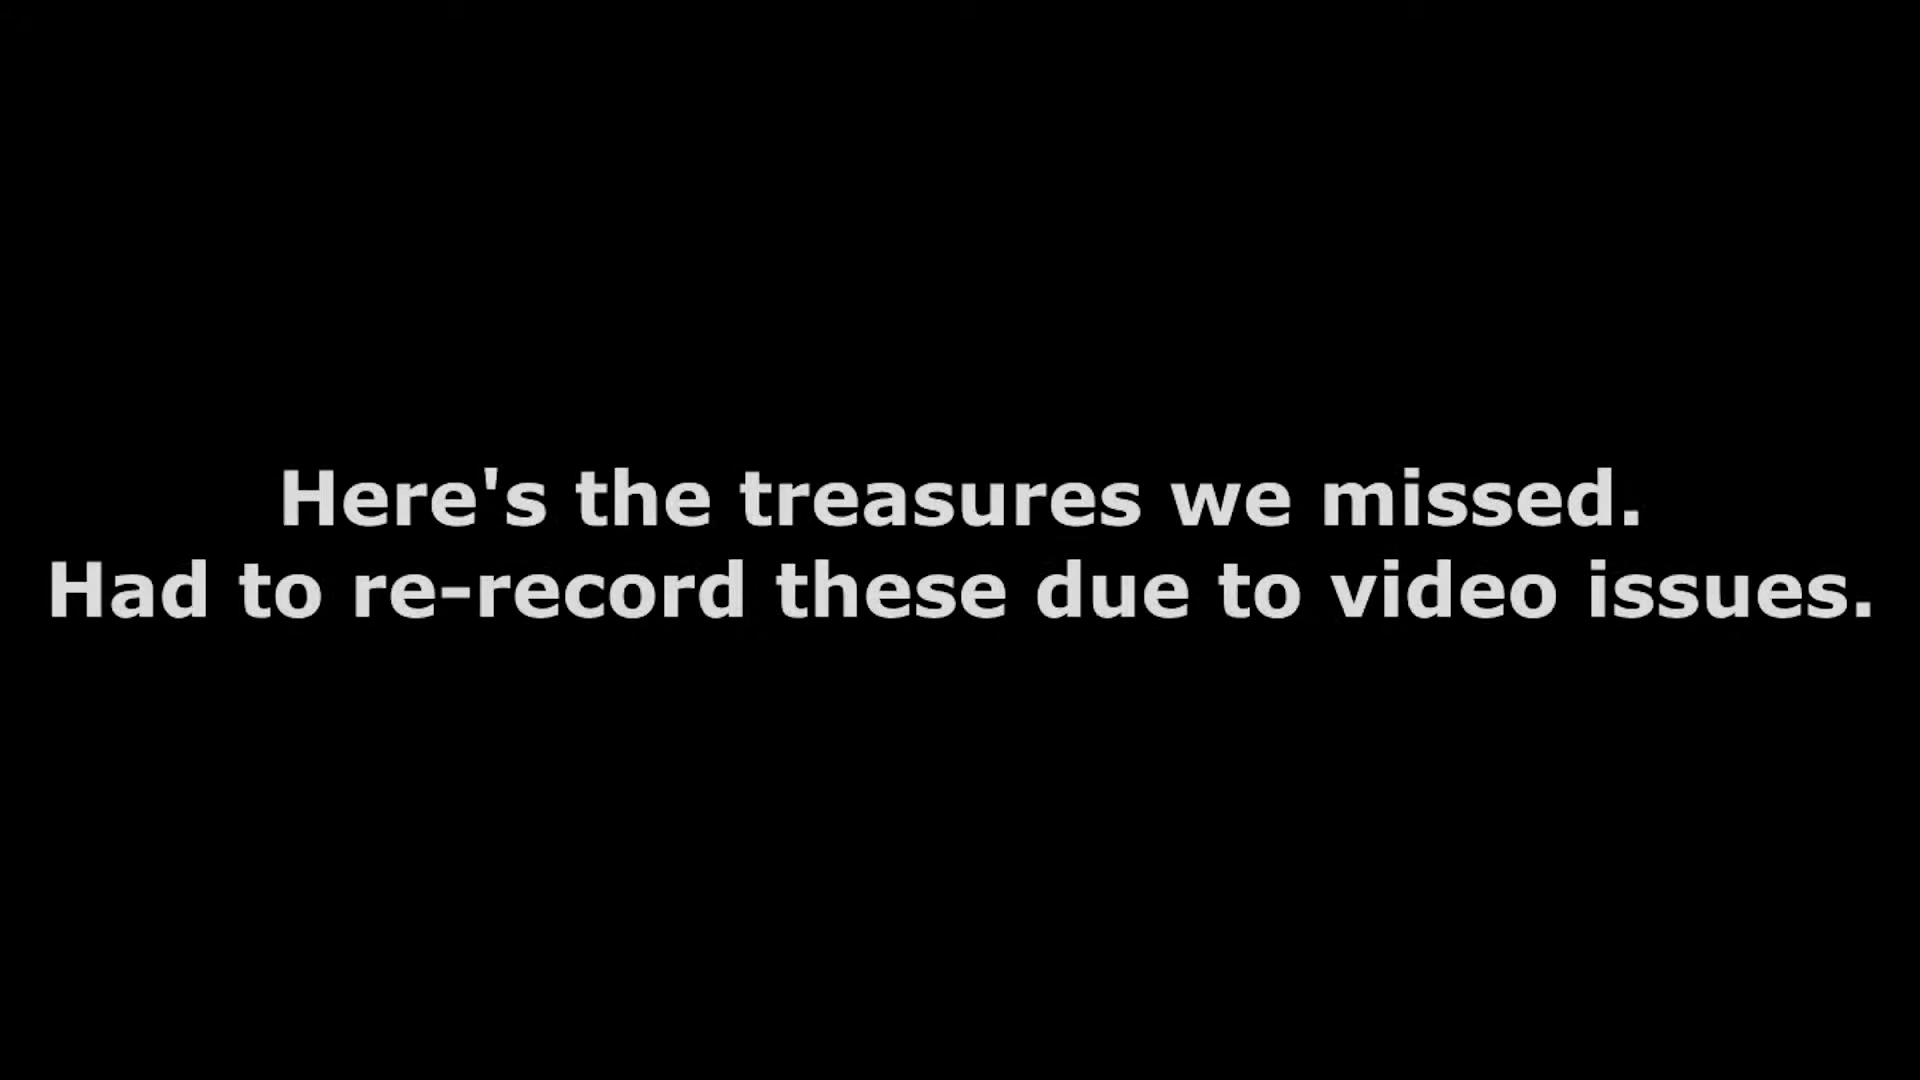 Here's the treasures we missed.
Had to re-record these due to video issues.